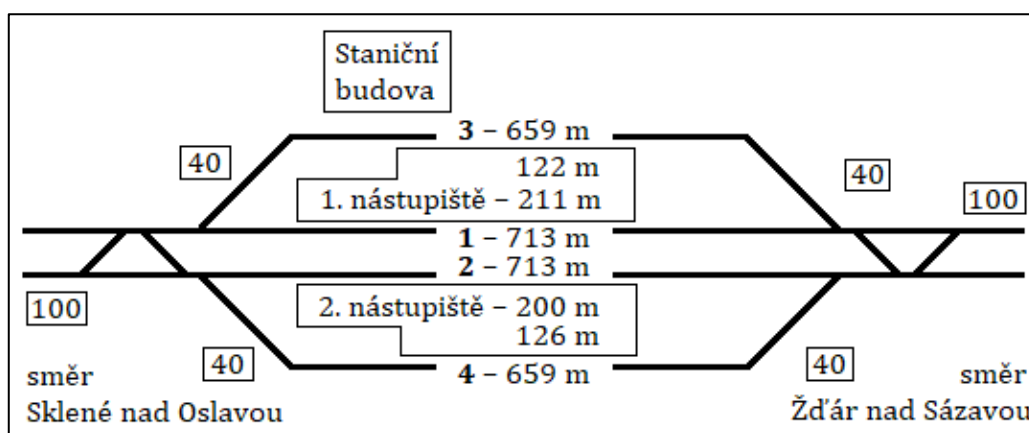 Staniční
budova
3 – 659 m
40
122 m
40
1. nástupiště – 211 m
100
1 – 713 m
2 – 713 m
100
2. nástupiště – 200 m
126 m
40
40
4 – 659 m
směr
Sklené nad Oslavou
směr
Žďár nad Sázavou